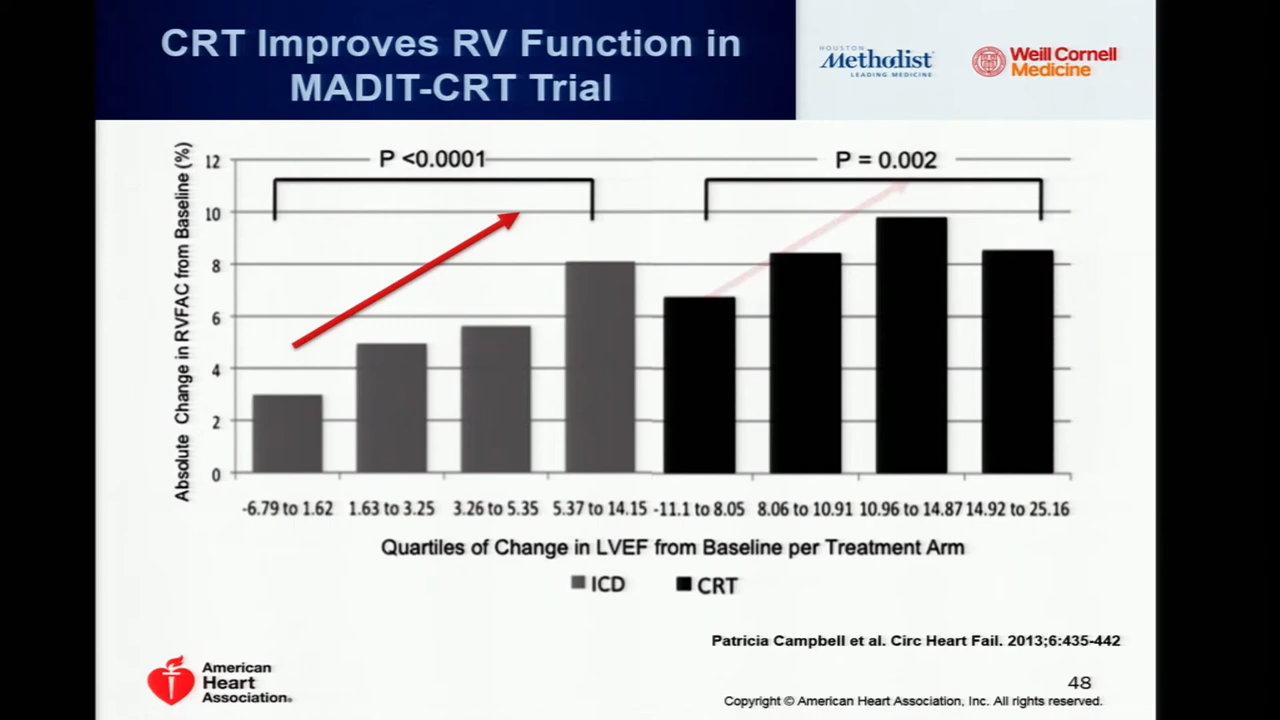 CRT Improves RV Function in
MADIT-CRT Trial
HOUSTON
Methodist
LEADING MEDICINE
Weill Cornell
Medicine
Absolute Change in RVFAC from Baseline (%)
P <0.0001
P = 0.002
12
10
8
6
4
2
0
-6.79 to 1.62 1.63 to 3.25 3.26 to 5.35 5.37 to 14.15 -11.1 to 8.05 8.06 to 10.91 10.96 to 14.87 14.92 to 25.16
Quartiles of Change in LVEF from Baseline per Treatment Arm
ICD CRT
Patricia Campbell et al. Circ Heart Fail. 2013;6:435-442
American
Heart
Association®
48
Copyright © American Heart Association, Inc. All rights reserved.